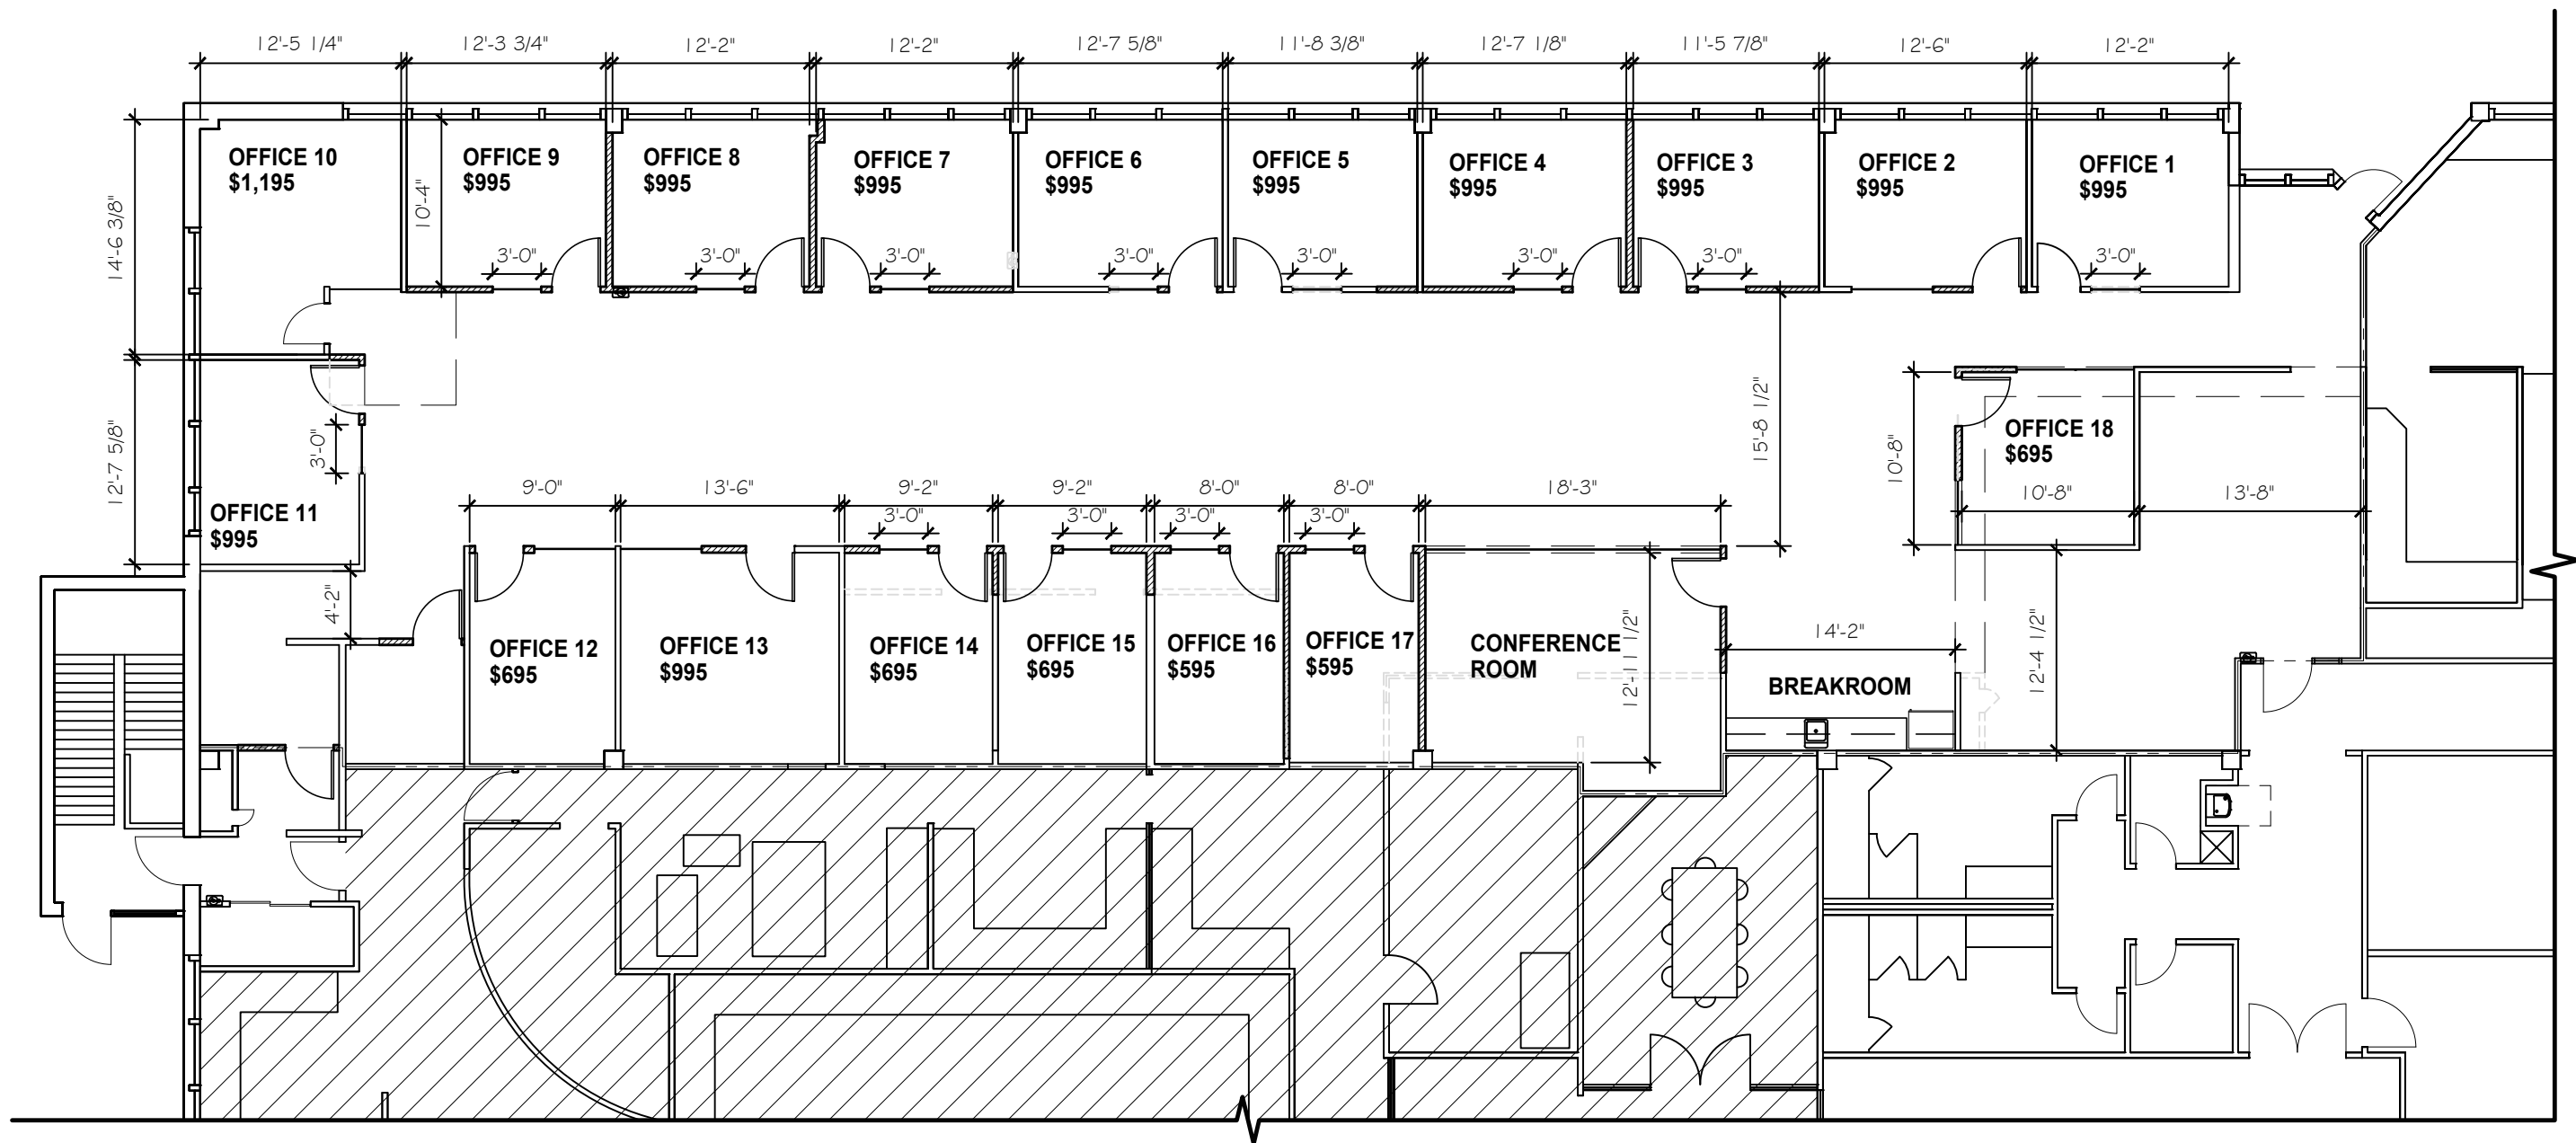 12'-5 1/4" 12'-3 3/4" 12'-2" 12'-2" 12'-7 5/8" 11'-8 3/8" 12'-7 1/8" 11'-5 7/8" 12'-6" 12'-2"
OFFICE 10
$1,195
OFFICE 9
$995
OFFICE 8
$995
OFFICE 7
$995
OFFICE 6
$995
OFFICE 5
$995
OFFICE 4
$995
OFFICE 3
$995
OFFICE 2
$995
OFFICE 1
$995
14'-6 3/8"
10'-4"
3'-0" 3'-0" 3'-0" 3'-0" 3'-0" 3'-0" 3'-0" 3'-0"
12'-7 5/8"
3'-0"
OFFICE 11
$995
4'-2"
15'-8 1/2"
10'-8"
OFFICE 18
$695
10'-8" 13'-8"
9'-0" 13'-6" 9'-2" 9'-2" 8'-0" 8'-0" 18'-3"
3'-0" 3'-0" 3'-0" 3'-0"
OFFICE 12
$695
OFFICE 13
$995
OFFICE 14
$695
OFFICE 15
$695
OFFICE 16
$595
OFFICE 17
$595
CONFERENCE
ROOM
12'-11 1/2"
14'-2"
BREAKROOM
12'-4 1/2"